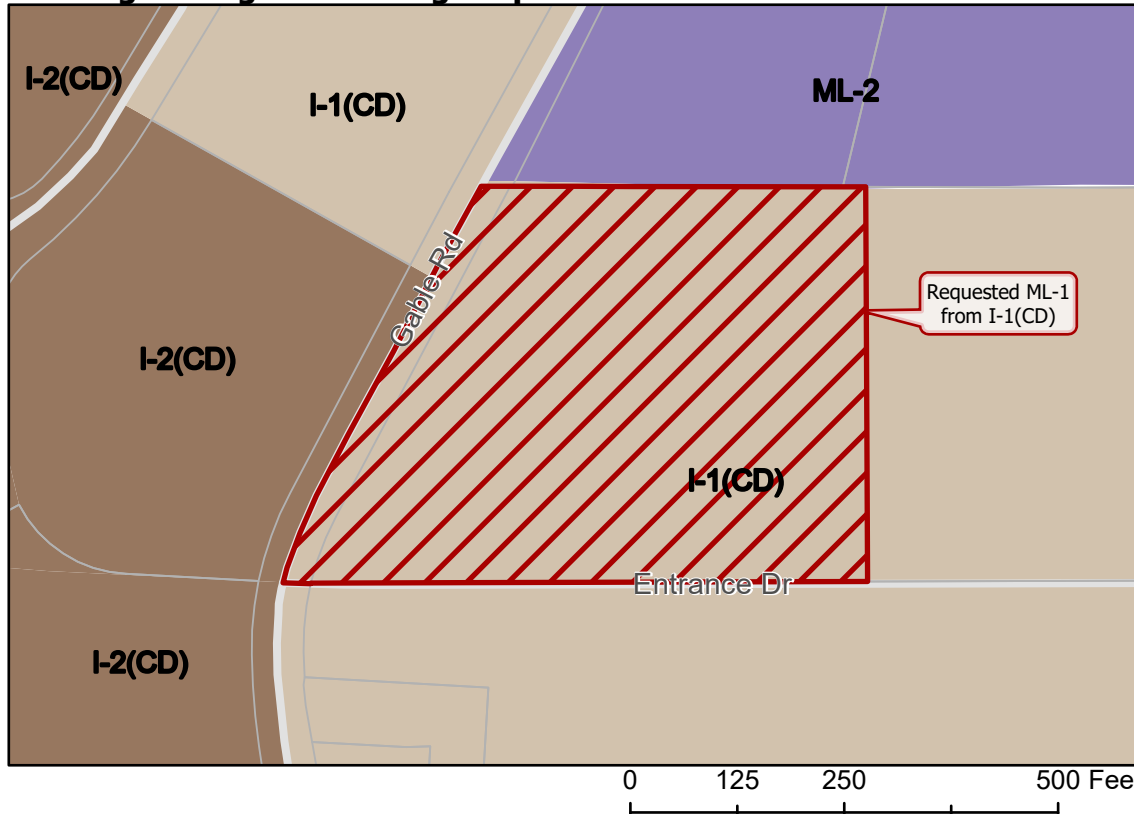 I-2(CD)
I-1(CD)
ML-2
Gable Rd
Requested ML-1
from I-1(CD)
I-2(CD)
I-1(CD)
Entrance Dr
I-2(CD)
0 125 250 500 Fee